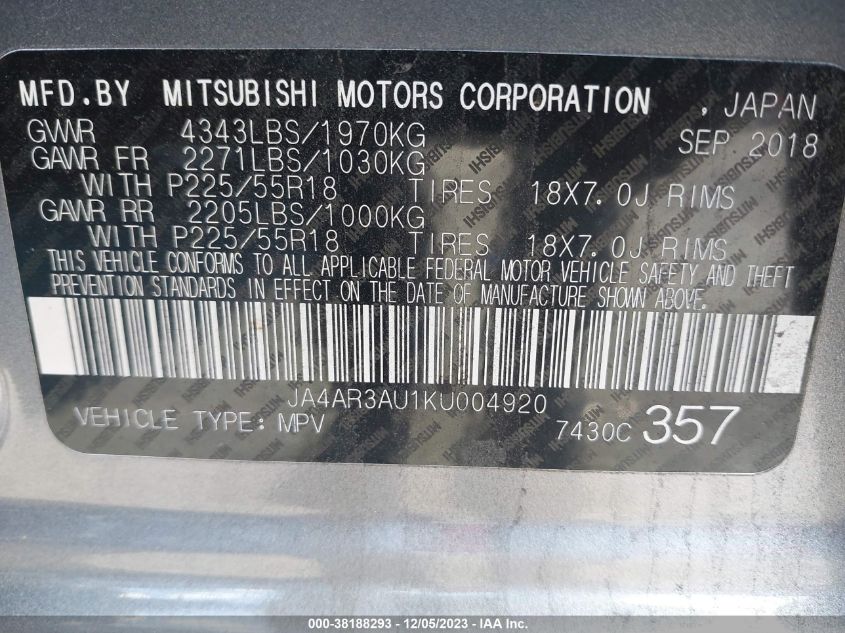 MFD.BY MITSUBISHI MOTORS CORPORATION , JAPAN
GVWR 4343LBS/1970KG SEP 2018
GAWR FR 2271LBS/1030KG
WITH P225/55R18 TIRES 18X7.0J RIMS
GAWR RR 2205LBS/1000KG
WITH P225/55R18 TIRES 18X7.0J RIMS
THIS VEHICLE CONFORMS TO ALL APPLICABLE FEDERAL MOTOR VEHICLE SAFETY AND THEFT
PREVENTION STANDARDS IN EFFECT ON THE DATE OF MANUFACTURE SHOWN ABOVE.
JA4AR3AU1KU004920
VEHICLE TYPE: MPV 7430C 357
000-38188293 - 12/05/2023 - IAA Inc.